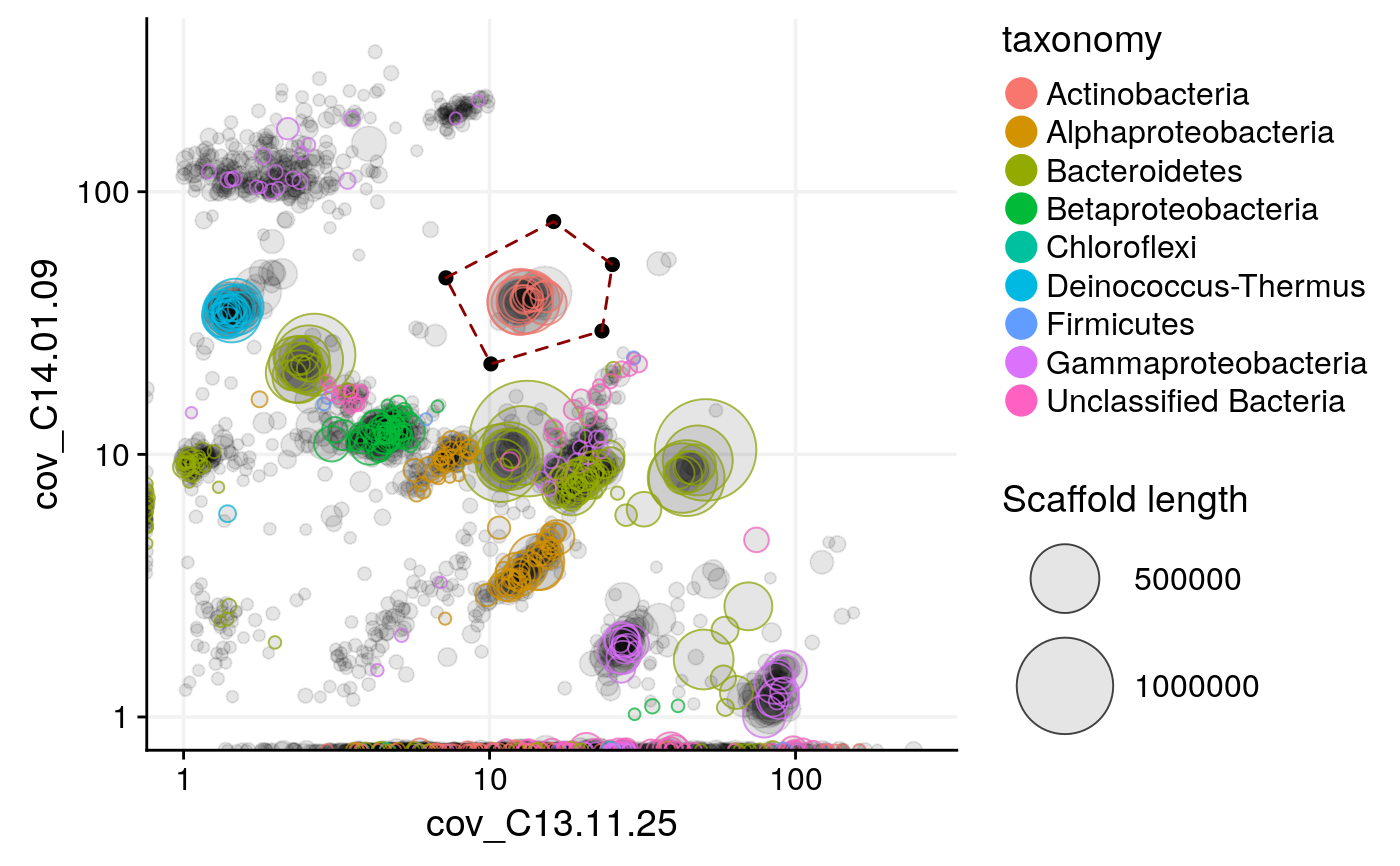 taxonomy
Actinobacteria
Alphaproteobacteria
Bacteroidetes
Betaproteobacteria
Chloroflexi
Deinococcus-Thermus
Firmicutes
Gammaproteobacteria
Unclassified Bacteria
Scaffold length
500000
1000000
cov_C14.01.09
100
10
1
1
10
100
cov_C13.11.25